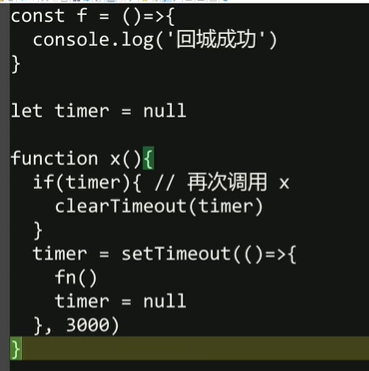 const f = ()=>{
  console.log('回城成功')
}
let timer = null
function x(){
  if(timer){ // 再次调用 x
    clearTimeout(timer)
  }
  timer = setTimeout(()=>{
    fn()
    timer = null
  }, 3000)
}